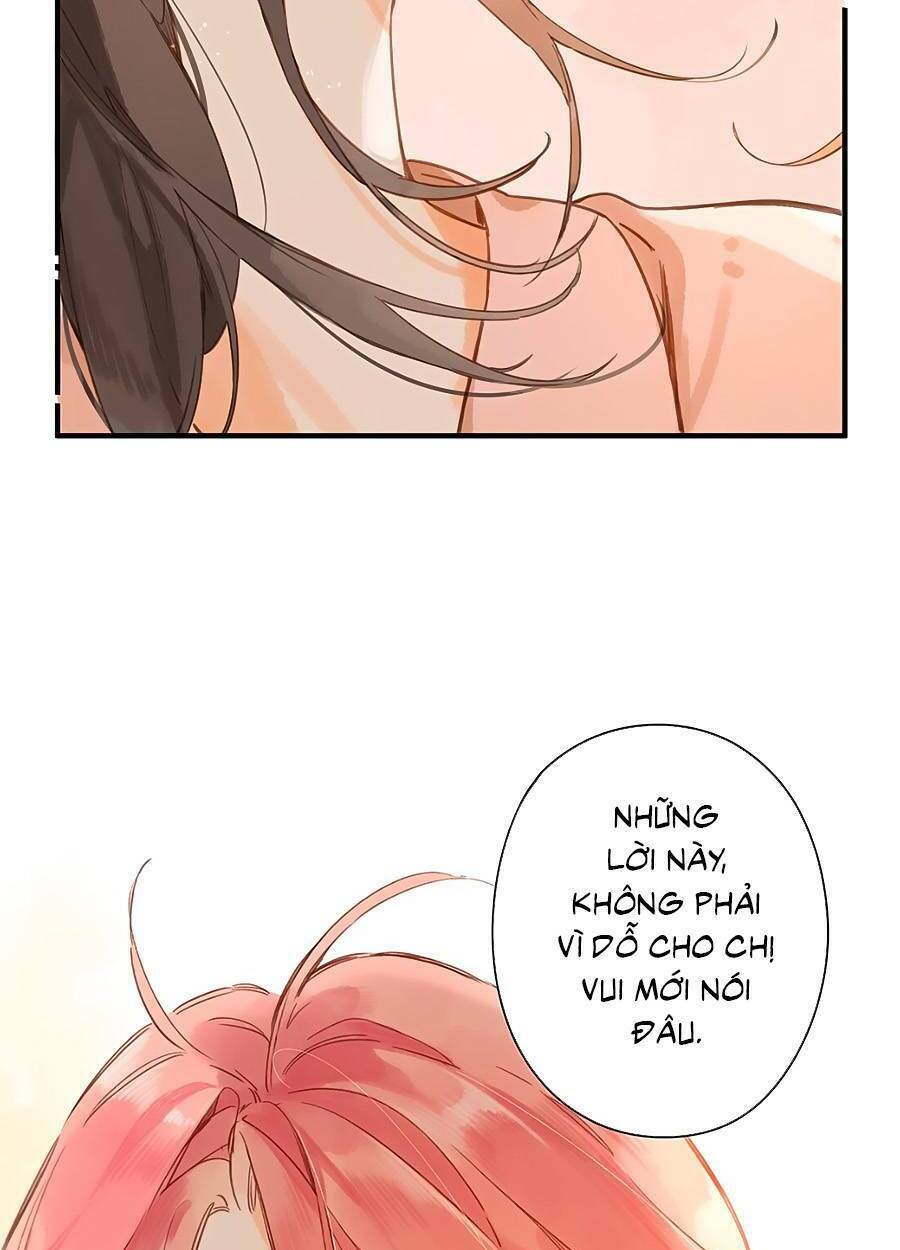 NHỮNG
LỜI NÀY,
KHÔNG PHẢI
VÌ DỖ CHO CHỊ
VUI MỚI NÓI
ĐÂU.